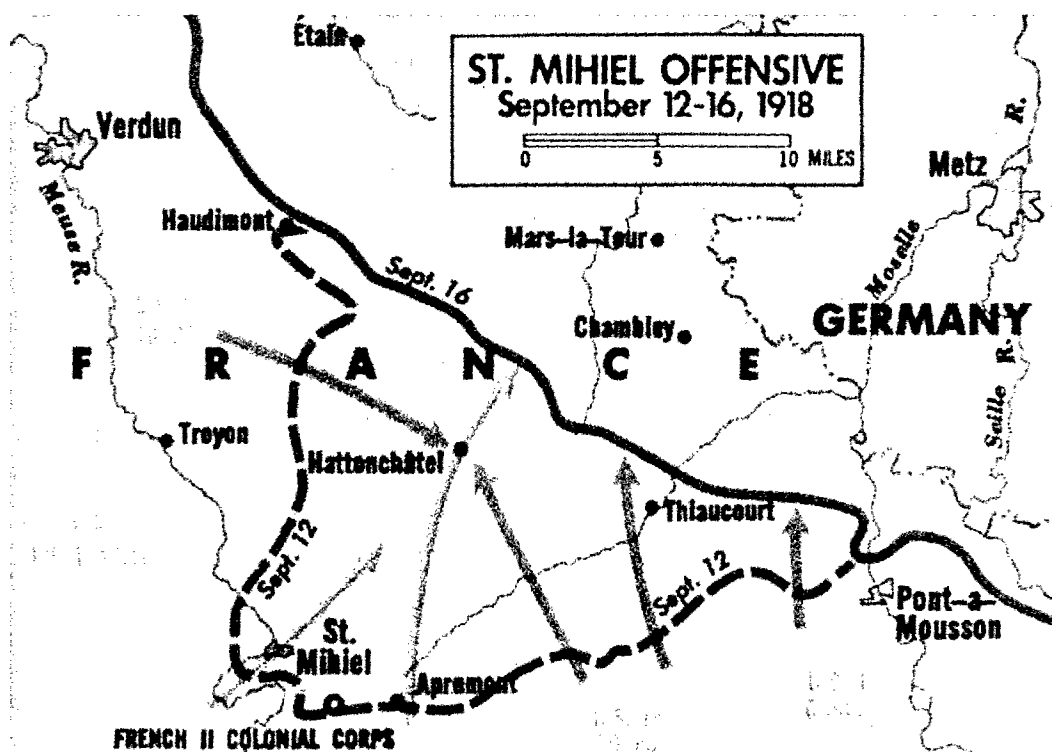 Étain
ST. MIHIEL OFFENSIVE
September 12-16, 1918
0 5 10 MILES
Verdun
Metz
R.
Meuse R.
Haudimont
Mars-la-Tour
Moselle
Sept. 16
Chambley
GERMANY
FRANCE
Seille R.
Troyon
Hattonchâtel
Thiaucourt
Sept. 12
Sept. 12
Pont-a-
Mousson
St.
Mihiel
Apremont
FRENCH II COLONIAL CORPS